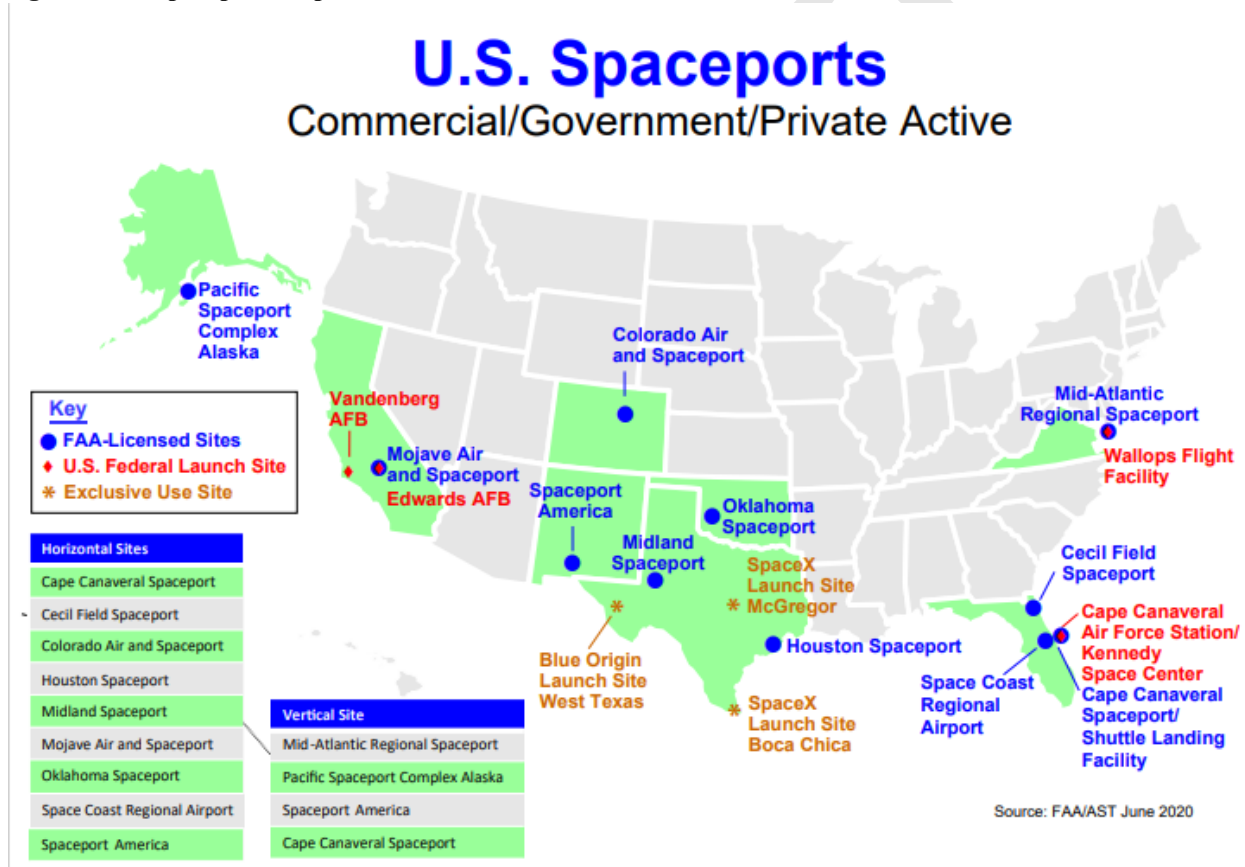 U.S. Spaceports
Commercial/Government/Private Active
Pacific
Spaceport
Complex
Alaska
Colorado Air
and Spaceport
Mid-Atlantic
Regional Spaceport
Wallops Flight
Facility
Key
FAA-Licensed Sites
U.S. Federal Launch Site
Exclusive Use Site
Vandenberg
AFB
Mojave Air
and Spaceport
Edwards AFB
Spaceport
America
Midland
Spaceport
Oklahoma
Spaceport
SpaceX
Launch Site
McGregor
Cecil Field
Spaceport
Cape Canaveral
Air Force Station/
Kennedy
Space Center
Cape Canaveral
Spaceport/
Shuttle Landing
Facility
Houston Spaceport
Space Coast
Regional
Airport
Blue Origin
Launch Site
West Texas
SpaceX
Launch Site
Boca Chica
Horizontal Sites
Cape Canaveral Spaceport
Cecil Field Spaceport
Colorado Air and Spaceport
Houston Spaceport
Midland Spaceport
Mojave Air and Spaceport
Oklahoma Spaceport
Space Coast Regional Airport
Spaceport America
Vertical Site
Mid-Atlantic Regional Spaceport
Pacific Spaceport Complex Alaska
Spaceport America
Cape Canaveral Spaceport
Source: FAA/AST June 2020